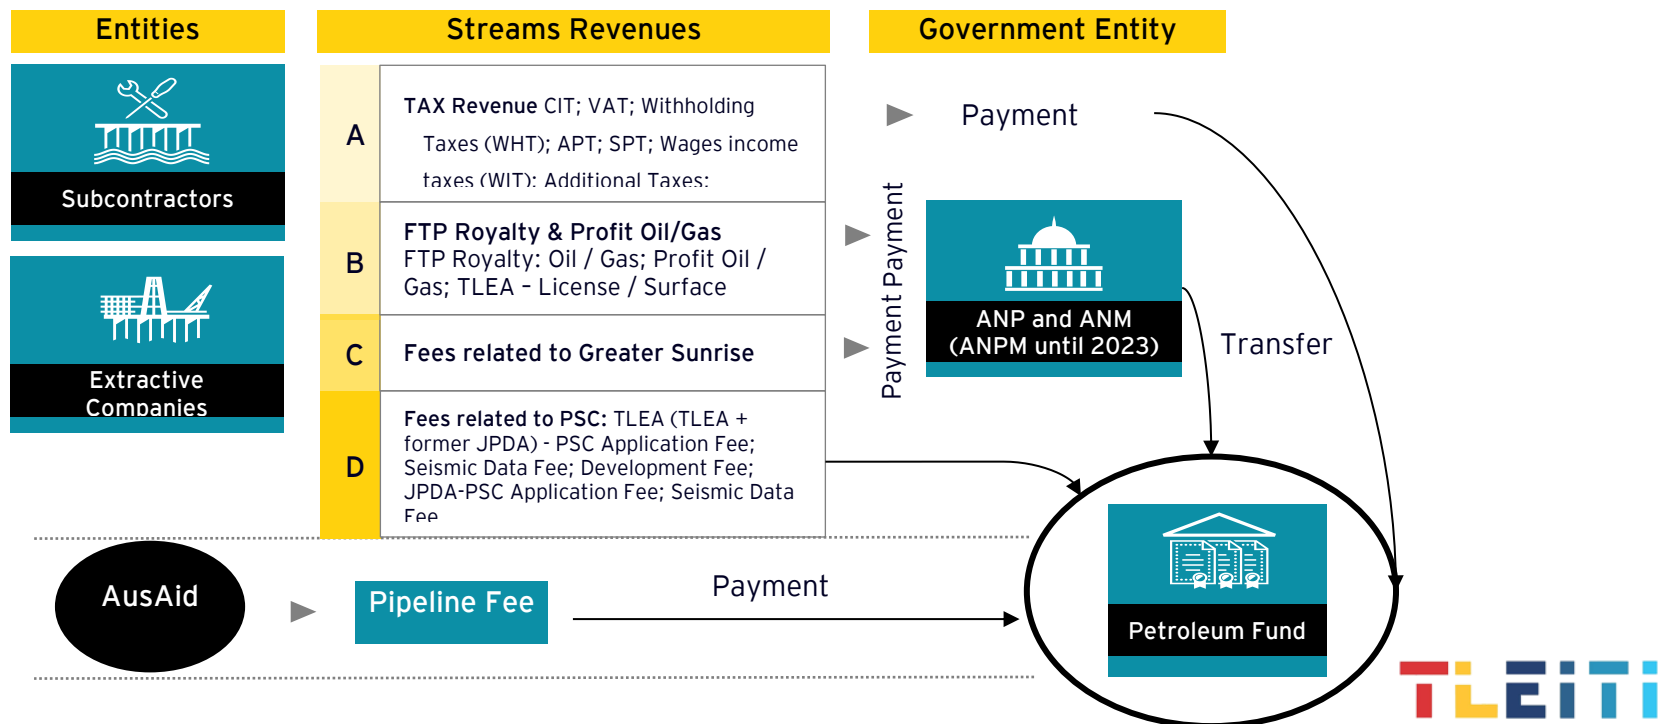 Entities
Streams Revenues
Government Entity
Subcontractors
Extractive
Companies
A
TAX Revenue CIT; VAT; Withholding
Taxes (WHT); APT; SPT; Wages income
taxes (WIT); Additional Taxes;
B
FTP Royalty & Profit Oil/Gas
FTP Royalty: Oil / Gas; Profit Oil /
Gas; TLEA – License / Surface
C
Fees related to Greater Sunrise
D
Fees related to PSC: TLEA (TLEA +
former JPDA) - PSC Application Fee;
Seismic Data Fee; Development Fee;
JPDA-PSC Application Fee; Seismic Data
Fee
Payment
Payment Payment
ANP and ANM
(ANPM until 2023)
Transfer
AusAid
Pipeline Fee
Payment
Petroleum Fund
TLEiTi